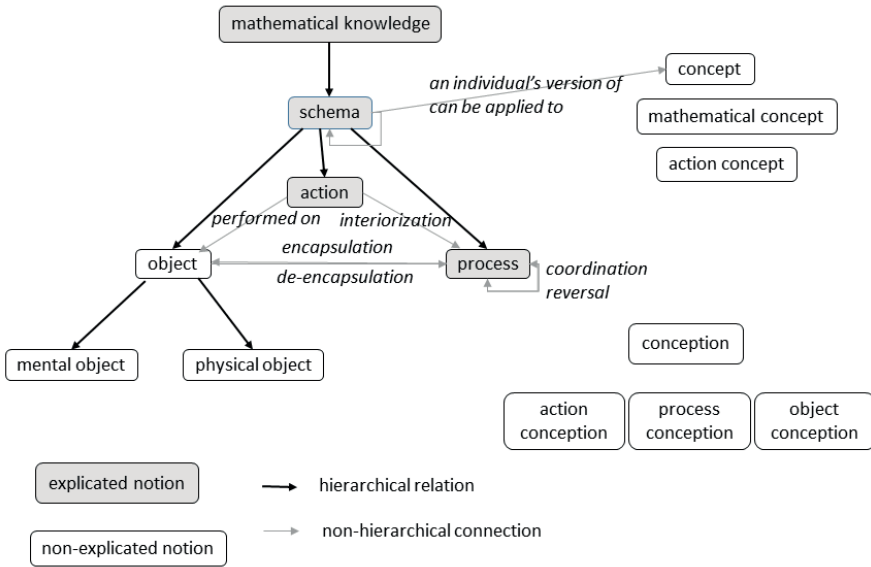 mathematical knowledge
an individual's version of
can be applied to
concept
schema
mathematical concept
action concept
action
performed on
interiorization
encapsulation
object
process
de-encapsulation
coordination
reversal
mental object
physical object
conception
action
conception
process
conception
object
conception
explicated notion
hierarchical relation
non-explicated notion
non-hierarchical connection